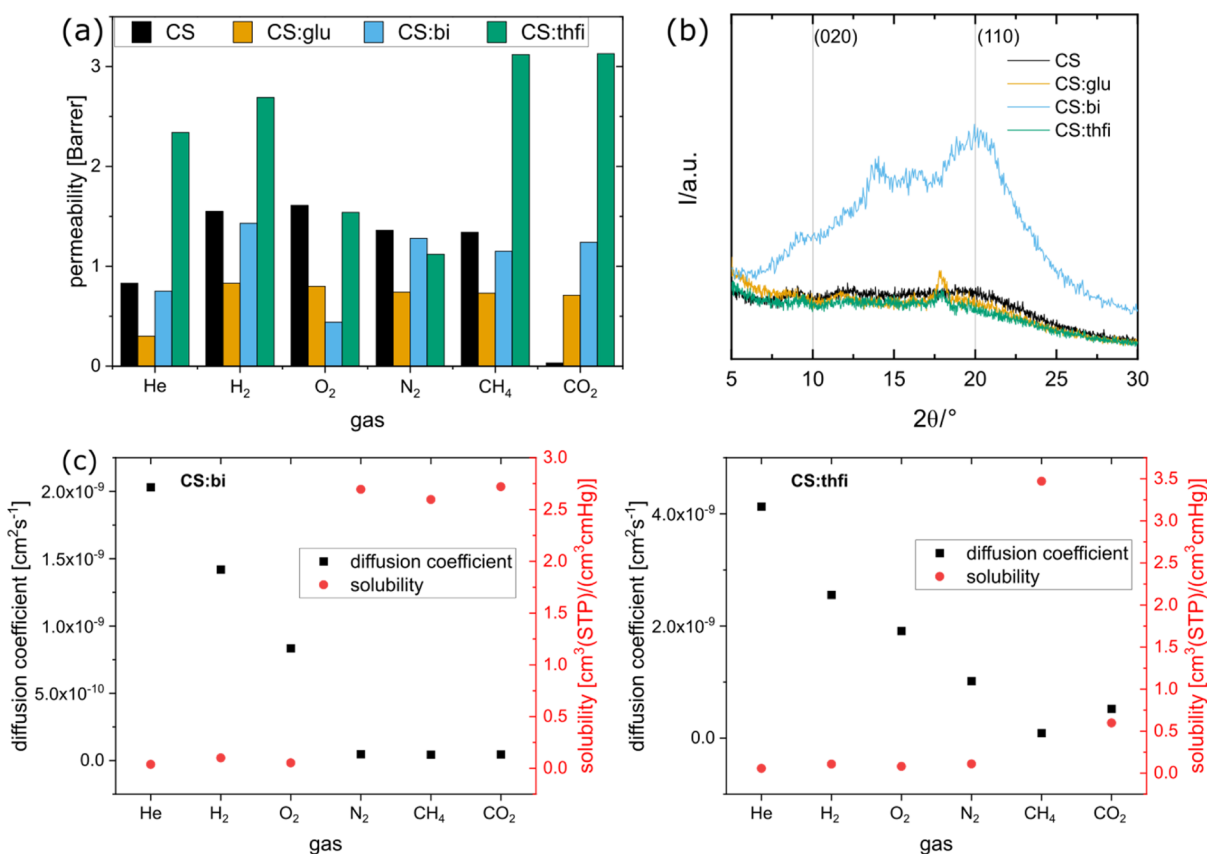 (a)
CS CS:glu CS:bi CS:thfi
permeability [Barrer]
3
2
1
0
He H₂ O₂ N₂ CH₄ CO₂
gas
(b)
(020) (110)
CS
CS:glu
CS:bi
CS:thfi
I/a.u.
5 10 15 20 25 30
2θ/°
(c)
CS:bi
diffusion coefficient [cm²s⁻¹]
2.0x10⁻⁹
1.5x10⁻⁹
1.0x10⁻⁹
5.0x10⁻¹⁰
0.0
diffusion coefficient
solubility
3.0
2.5
2.0
1.5
1.0
0.5
0.0
solubility [cm³(STP)/(cm³cmHg)]
He H₂ O₂ N₂ CH₄ CO₂
gas
CS:thfi
diffusion coefficient [cm²s⁻¹]
4.0x10⁻⁹
2.0x10⁻⁹
0.0
diffusion coefficient
solubility
3.5
3.0
2.5
2.0
1.5
1.0
0.5
0.0
solubility [cm³(STP)/(cm³cmHg)]
He H₂ O₂ N₂ CH₄ CO₂
gas